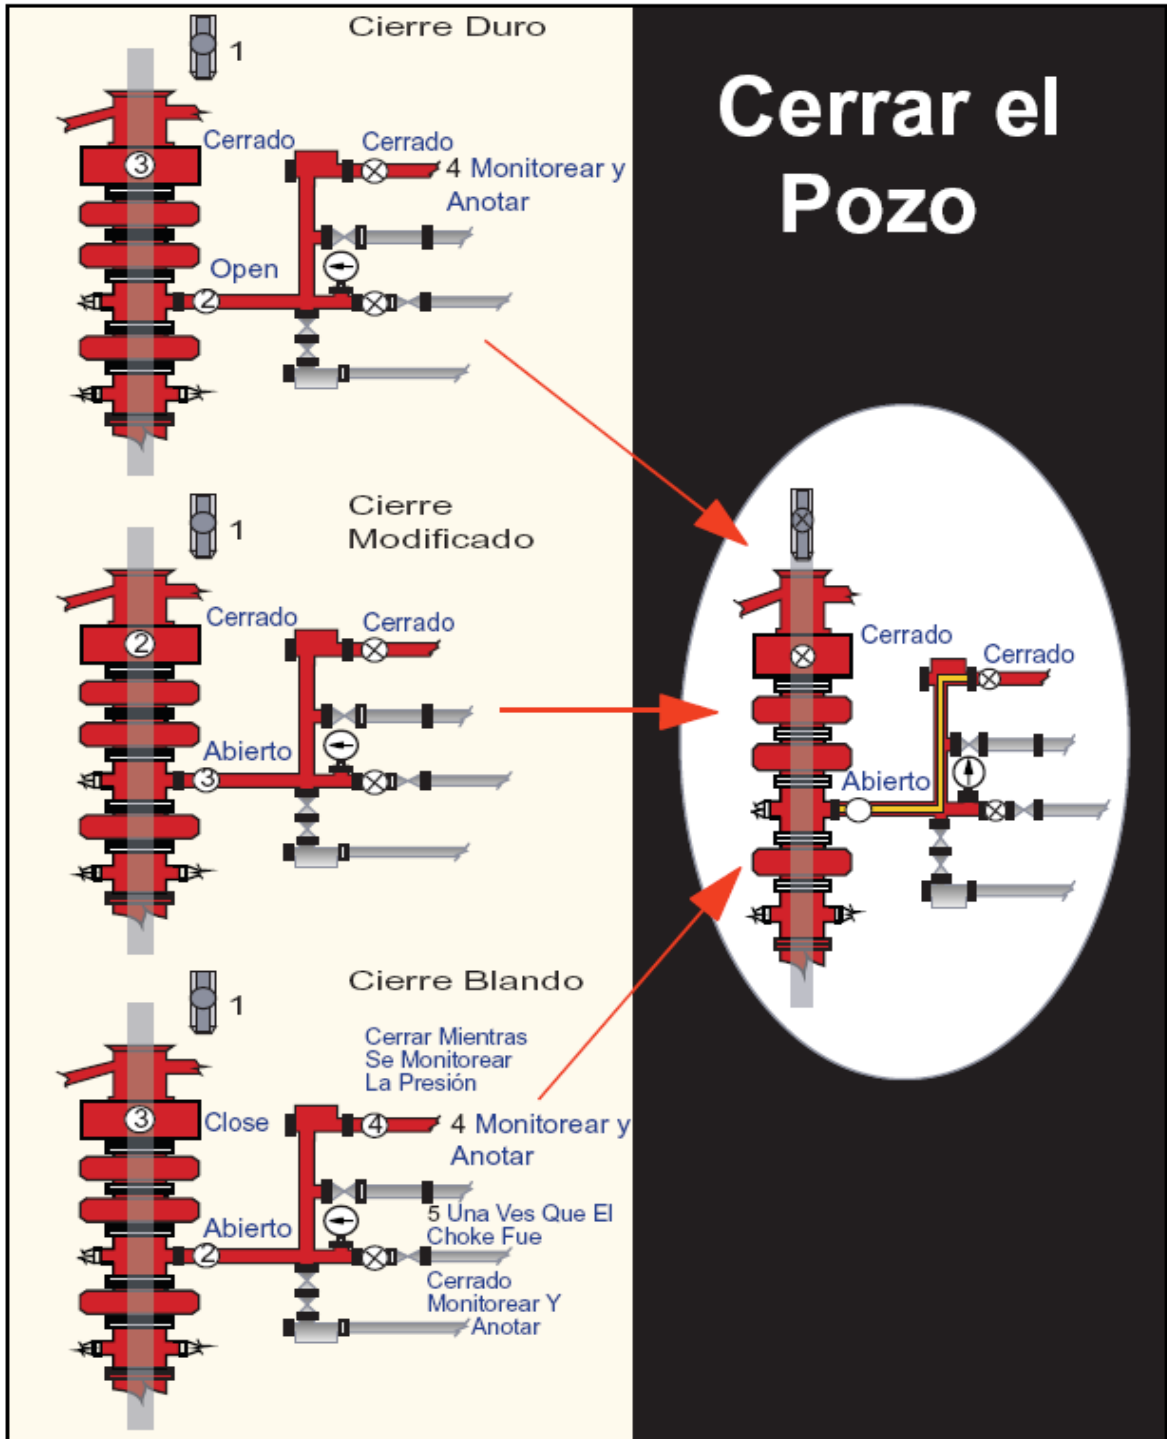 Cierre Duro
1
Cerrado
Cerrado
3
4 Monitorear y
Anotar
Open
2
Cierre
Modificado
1
Cerrado
Cerrado
2
Abierto
3
Cierre Blando
1
Cerrar Mientras
Se Monitorear
La Presión
3
Close
4
4 Monitorear y
Anotar
5 Una Ves Que El
Choke Fue
Abierto
2
Cerrado
Monitorear Y
Anotar
Cerrar el
Pozo
Cerrado
Cerrado
Abierto